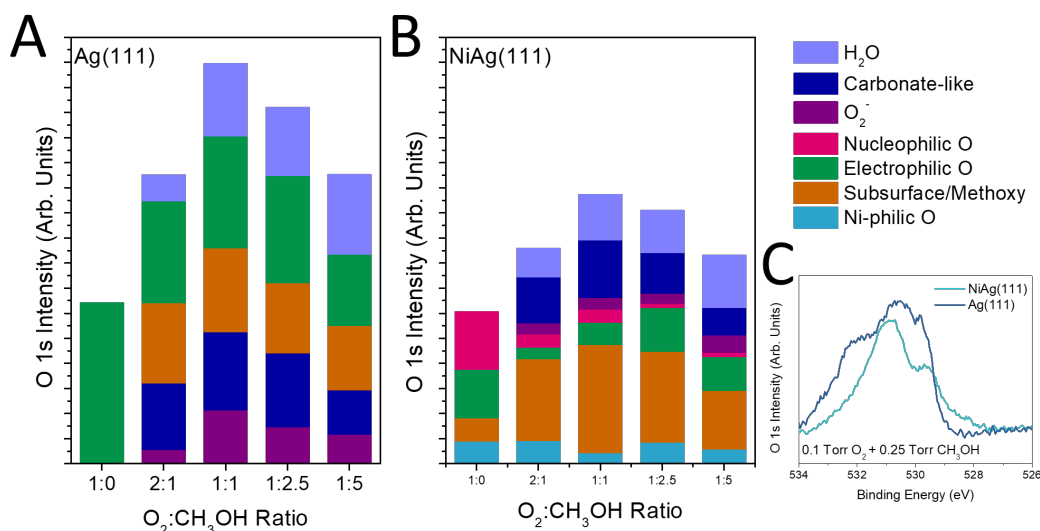 A
Ag(111)
O 1s Intensity (Arb. Units)
1:0
2:1
1:1
1:2.5
1:5
O₂:CH₃OH Ratio
B
NiAg(111)
O 1s Intensity (Arb. Units)
1:0
2:1
1:1
1:2.5
1:5
O₂:CH₃OH Ratio
H₂O
Carbonate-like
O₂⁻
Nucleophilic O
Electrophilic O
Subsurface/Methoxy
Ni-philic O
C
NiAg(111)
Ag(111)
O 1s Intensity (Arb. Units)
0.1 Torr O₂ + 0.25 Torr CH₃OH
534
532
530
528
526
Binding Energy (eV)